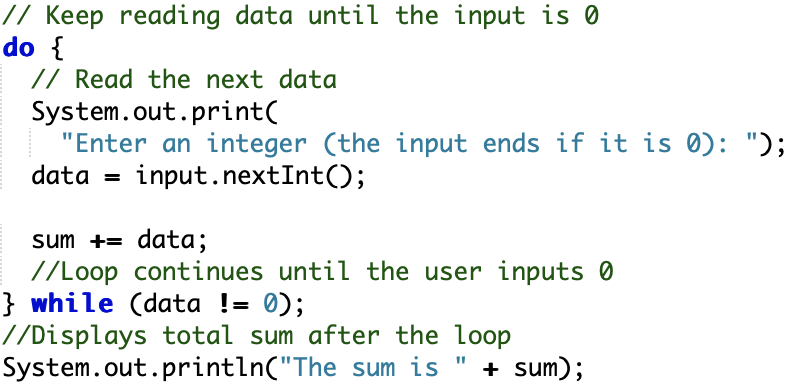 // Keep reading data until the input is 0
do {
  // Read the next data
  System.out.print(
    "Enter an integer (the input ends if it is 0): ");
  data = input.nextInt();

  sum += data;
  //Loop continues until the user inputs 0
} while (data != 0);
//Displays total sum after the loop
System.out.println("The sum is " + sum);